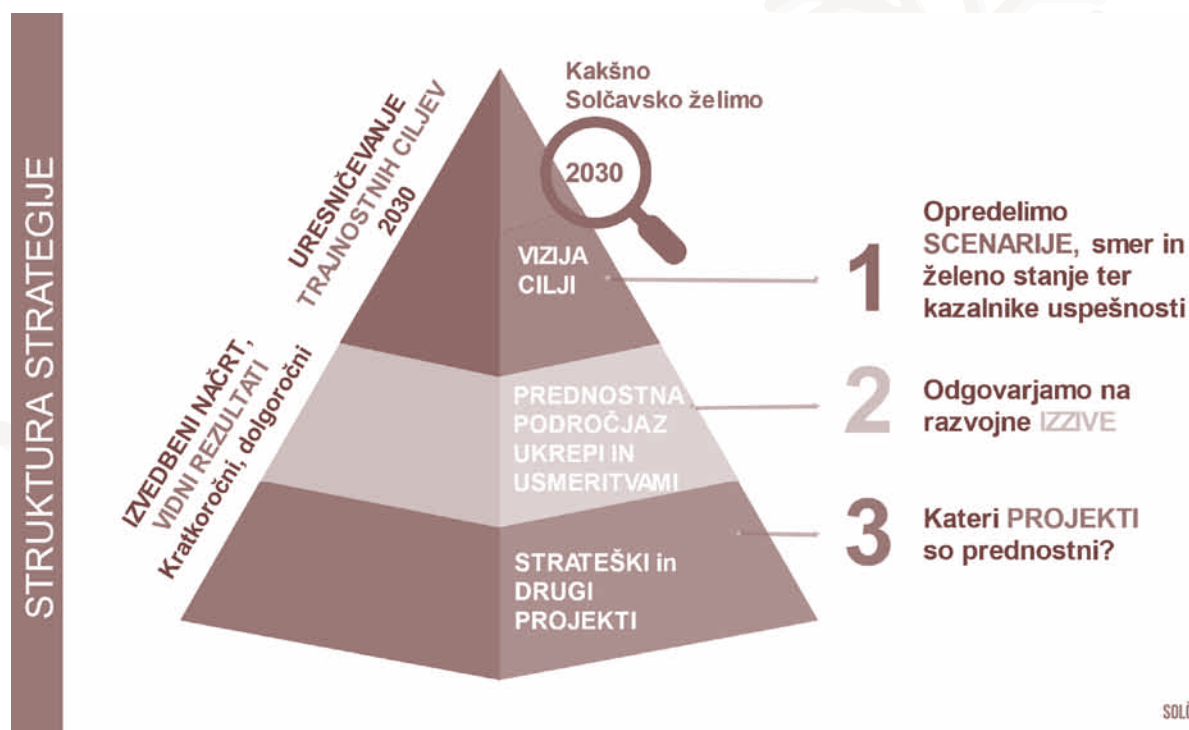 STRUKTURA STRATEGIJE
Kakšno
Solčavsko želimo
2030
URESNIČEVANJE
TRAJNOSTNIH CILJEV
2030
IZVEDBENI NAČRT,
VIDNI REZULTATI
Kratkoročni, dolgoročni
VIZIJA
CILJI
PREDNOSTNA
PODROČJAZ
UKREPI IN
USMERITVAMI
STRATEŠKI in
DRUGI
PROJEKTI
1
Opredelimo
SCENARIJE, smer in
želeno stanje ter
kazalnike uspešnosti
2
Odgovarjamo na
razvojne IZZIVE
3
Kateri PROJEKTI
so prednostni?